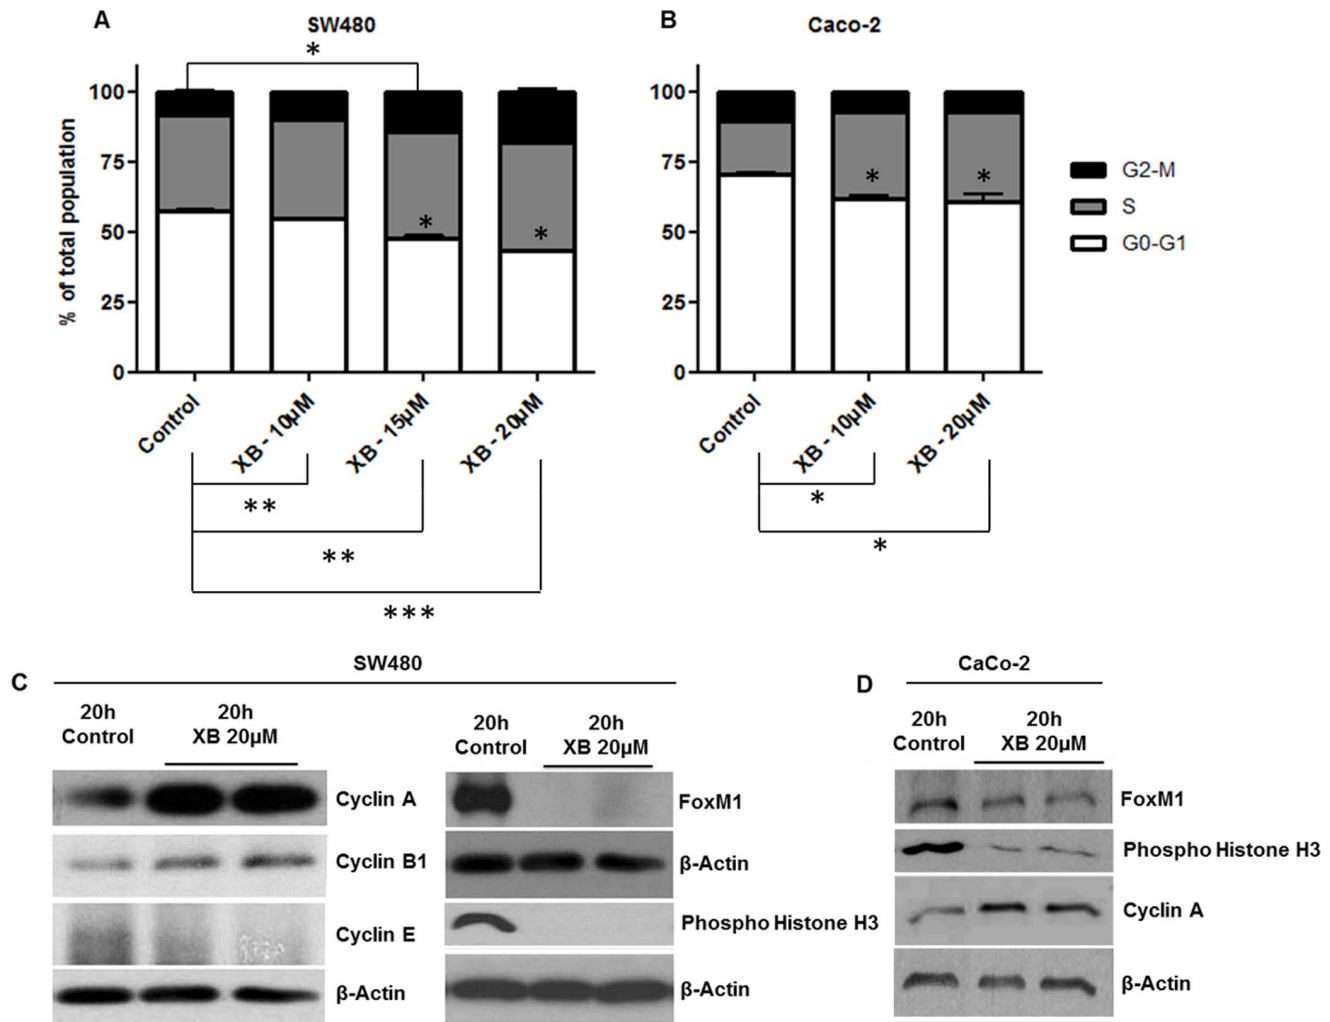 A
SW480
*
% of total population
100
75
50
25
0
*
*
Control
XB - 10µM
XB - 15µM
XB - 20µM
**
**
***
B
Caco-2
100
75
50
25
0
*
*
Control
XB - 10µM
XB - 20µM
*
*
G2-M
S
G0-G1
C
SW480
20h
Control
20h
XB 20µM
Cyclin A
Cyclin B1
Cyclin E
β-Actin
20h
Control
20h
XB 20µM
FoxM1
β-Actin
Phospho Histone H3
β-Actin
D
CaCo-2
20h
Control
20h
XB 20µM
FoxM1
Phospho Histone H3
Cyclin A
β-Actin